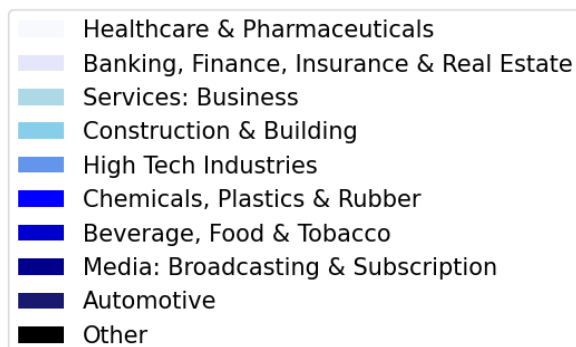 Healthcare & Pharmaceuticals
Banking, Finance, Insurance & Real Estate
Services: Business
Construction & Building
High Tech Industries
Chemicals, Plastics & Rubber
Beverage, Food & Tobacco
Media: Broadcasting & Subscription
Automotive
Other